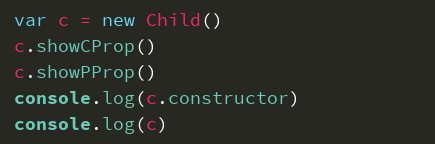 var c = new Child()
c.showCProp()
c.showPProp()
console.log(c.constructor)
console.log(c)